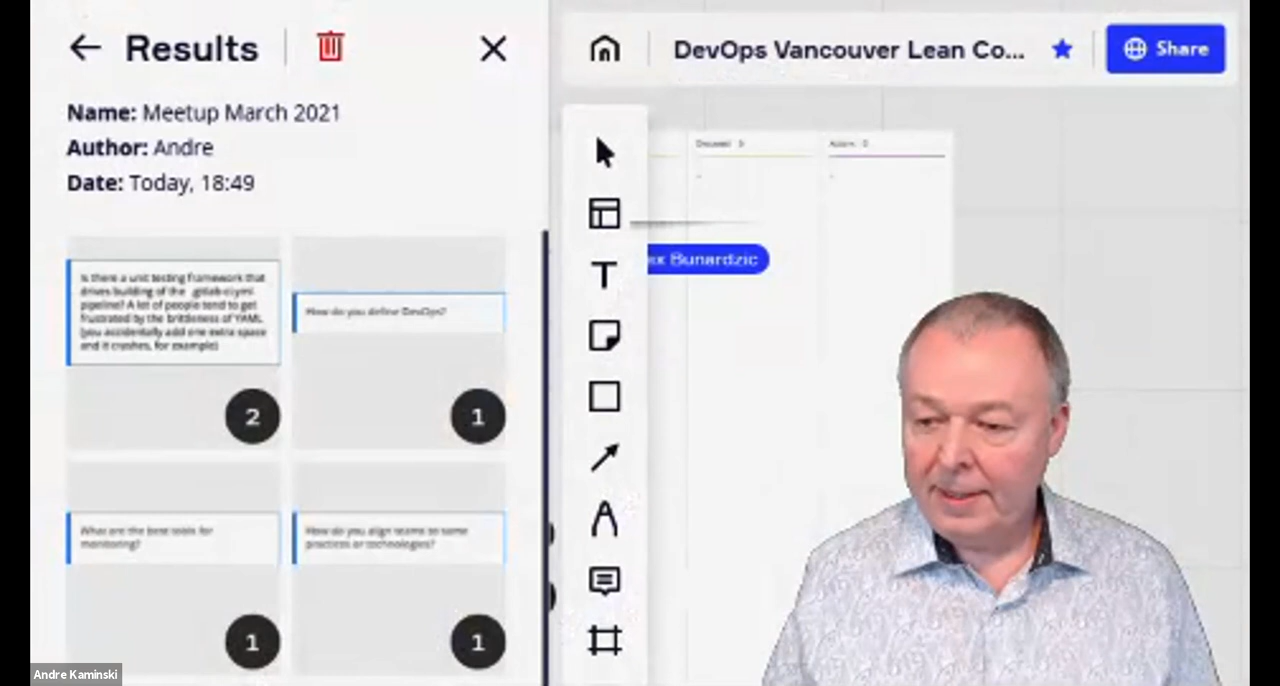 Results
Name: Meetup March 2021
Author: Andre
Date: Today, 18:49
Is there a unit testing framework that
drives building of the .gitlab-ci.yml
pipeline? A lot of people tend to get
frustrated by the brittleness of YAML
(you accidentally add one extra space
and it crashes, for example)
2
How do you define DevOps?
1
What are the best tools for
monitoring?
1
How do you align teams to same
practices or technologies?
1
DevOps Vancouver Lean Co...
Share
Discussed
Actions
ex Bunardzic
Andre Kaminski